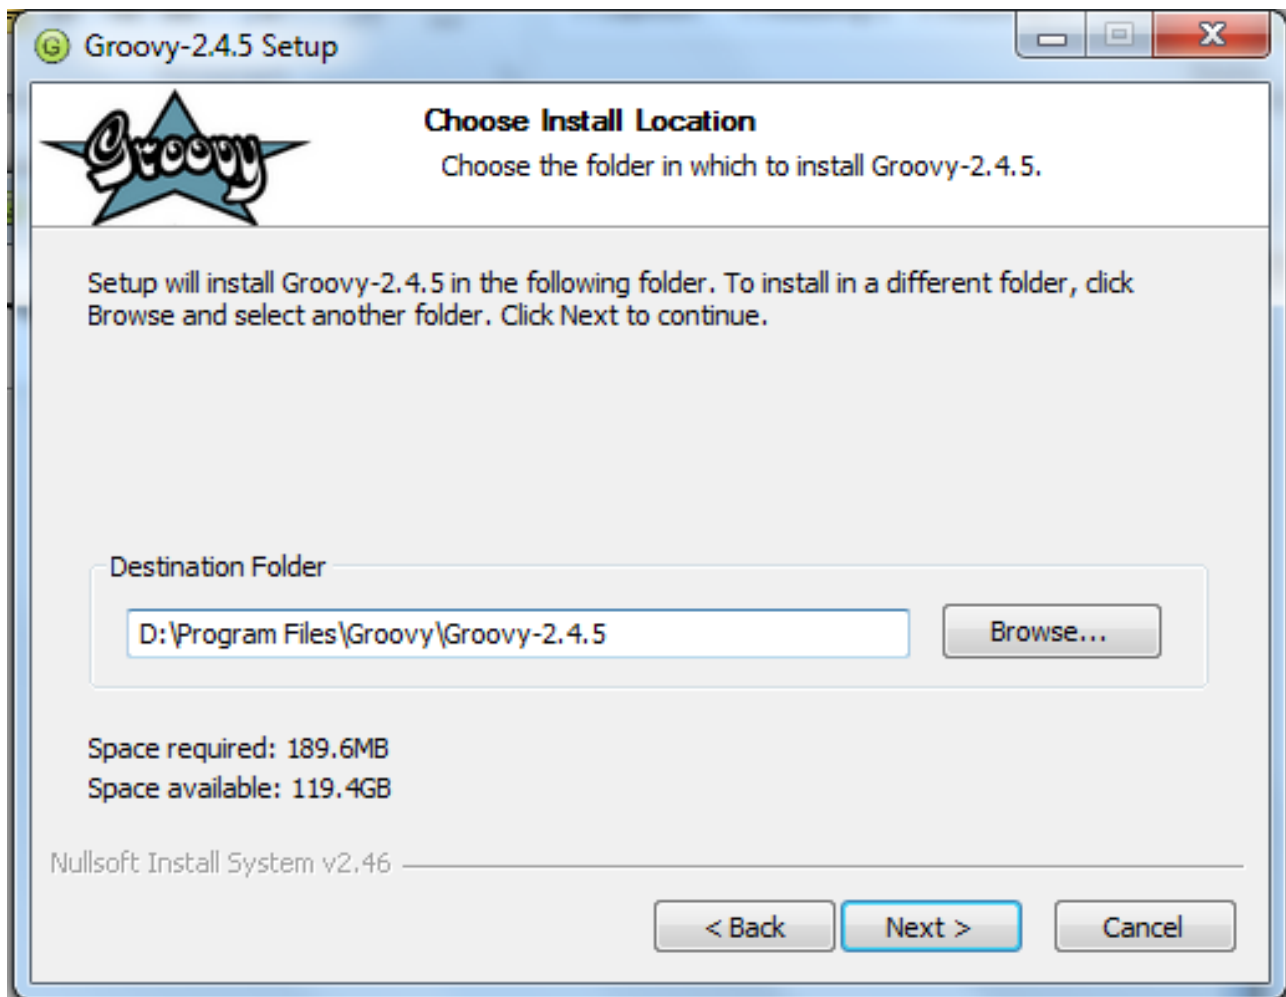 Groovy-2.4.5 Setup
Groovy
Choose Install Location
Choose the folder in which to install Groovy-2.4.5.
Setup will install Groovy-2.4.5 in the following folder. To install in a different folder, click
Browse and select another folder. Click Next to continue.
Destination Folder
D:\Program Files\Groovy\Groovy-2.4.5
Browse...
Space required: 189.6MB
Space available: 119.4GB
Nullsoft Install System v2.46
< Back
Next >
Cancel